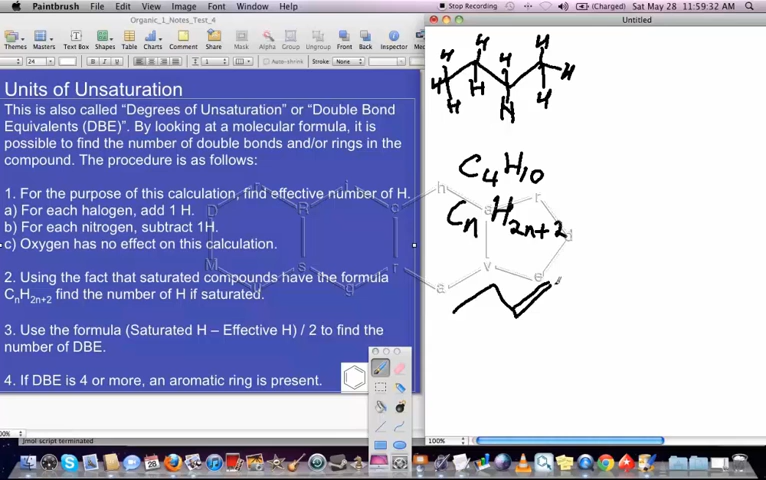 Paintbrush File Edit View Image Font Window Help
Stop Recording (Charged) Sat May 28 11:59:32 AM
Organic_1_Notes_Test_4
Untitled
Themes Masters Text Box Shapes Charts Comment Mask Alpha Group Ungroup Front Back Inspector
24 B I U 1 Auto-shrink Stroke: None
Units of Unsaturation
This is also called “Degrees of Unsaturation” or “Double Bond
Equivalents (DBE)”. By looking at a molecular formula, it is
possible to find the number of double bonds and/or rings in the
compound. The procedure is as follows:
1. For the purpose of this calculation, find effective number of H.
a) For each halogen, add 1 H.
b) For each nitrogen, subtract 1H.
c) Oxygen has no effect on this calculation.
2. Using the fact that saturated compounds have the formula
CnH2n+2 find the number of H if saturated.
3. Use the formula (Saturated H – Effective H) / 2 to find the
number of DBE.
4. If DBE is 4 or more, an aromatic ring is present.
H H H
H H H H H
H H
C4H10
CnH2n+2
D r R i c h a r t d
M u s g r a v e
Jmol script terminated
100%